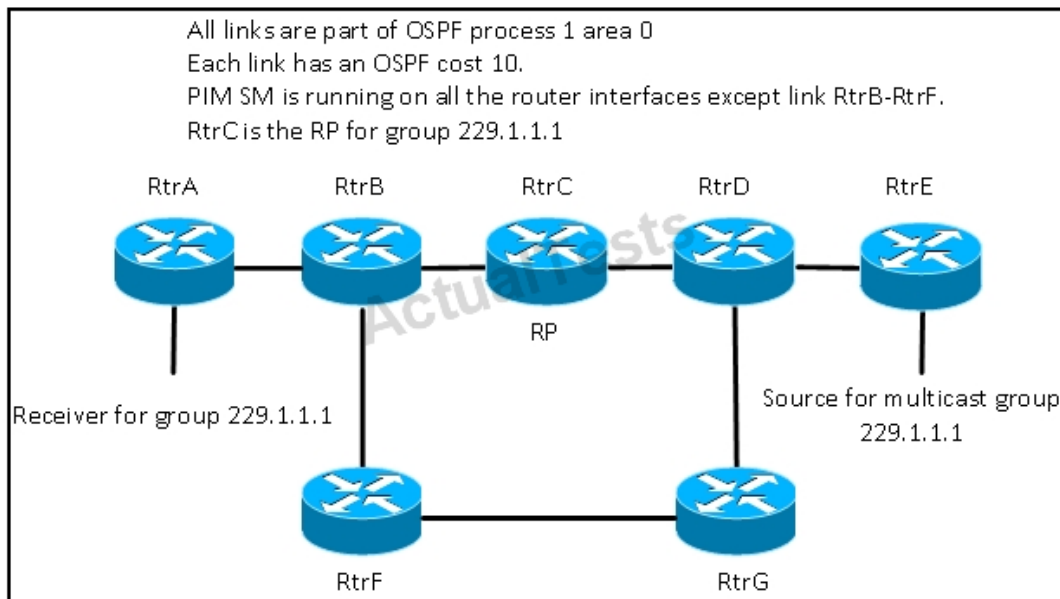 All links are part of OSPF process 1 area 0
Each link has an OSPF cost 10.
PIM SM is running on all the router interfaces except link RtrB-RtrF.
RtrC is the RP for group 229.1.1.1
RtrA
RtrB
RtrC
RtrD
RtrE
ActualTests
RP
Receiver for group 229.1.1.1
Source for multicast group
229.1.1.1
RtrF
RtrG